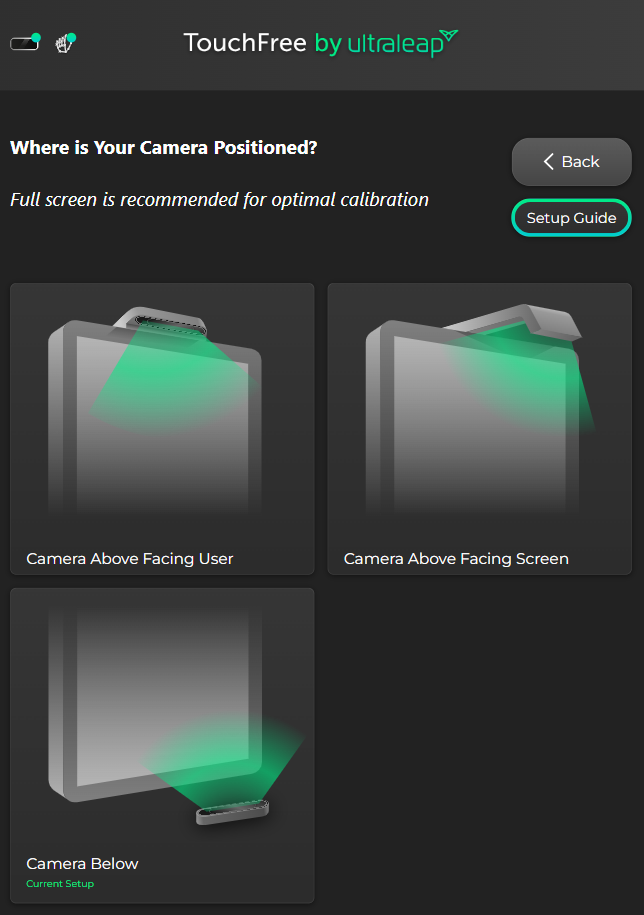 TouchFree by ultraleap
Where is Your Camera Positioned?
Back
Full screen is recommended for optimal calibration
Setup Guide
Camera Above Facing User
Camera Above Facing Screen
Camera Below
Current Setup